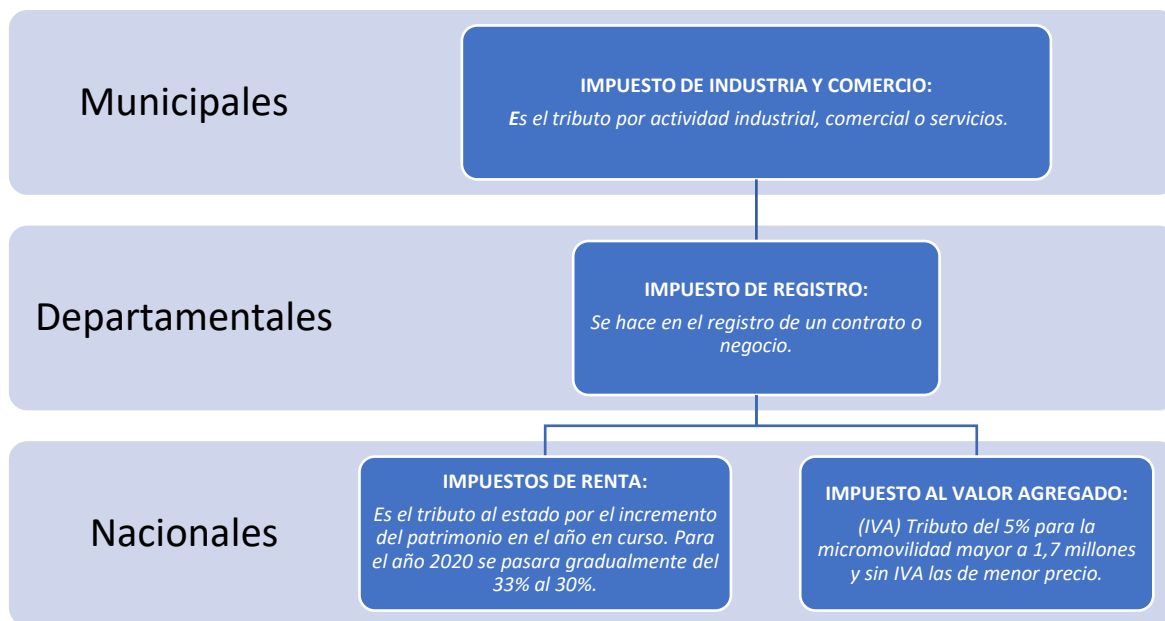 Municipales
IMPUESTO DE INDUSTRIA Y COMERCIO:
Es el tributo por actividad industrial, comercial o servicios.
Departamentales
IMPUESTO DE REGISTRO:
Se hace en el registro de un contrato o
negocio.
Nacionales
IMPUESTOS DE RENTA:
Es el tributo al estado por el incremento
del patrimonio en el año en curso. Para
el año 2020 se pasara gradualmente del
33% al 30%.
IMPUESTO AL VALOR AGREGADO:
(IVA) Tributo del 5% para la
micromovilidad mayor a 1,7 millones
y sin IVA las de menor precio.